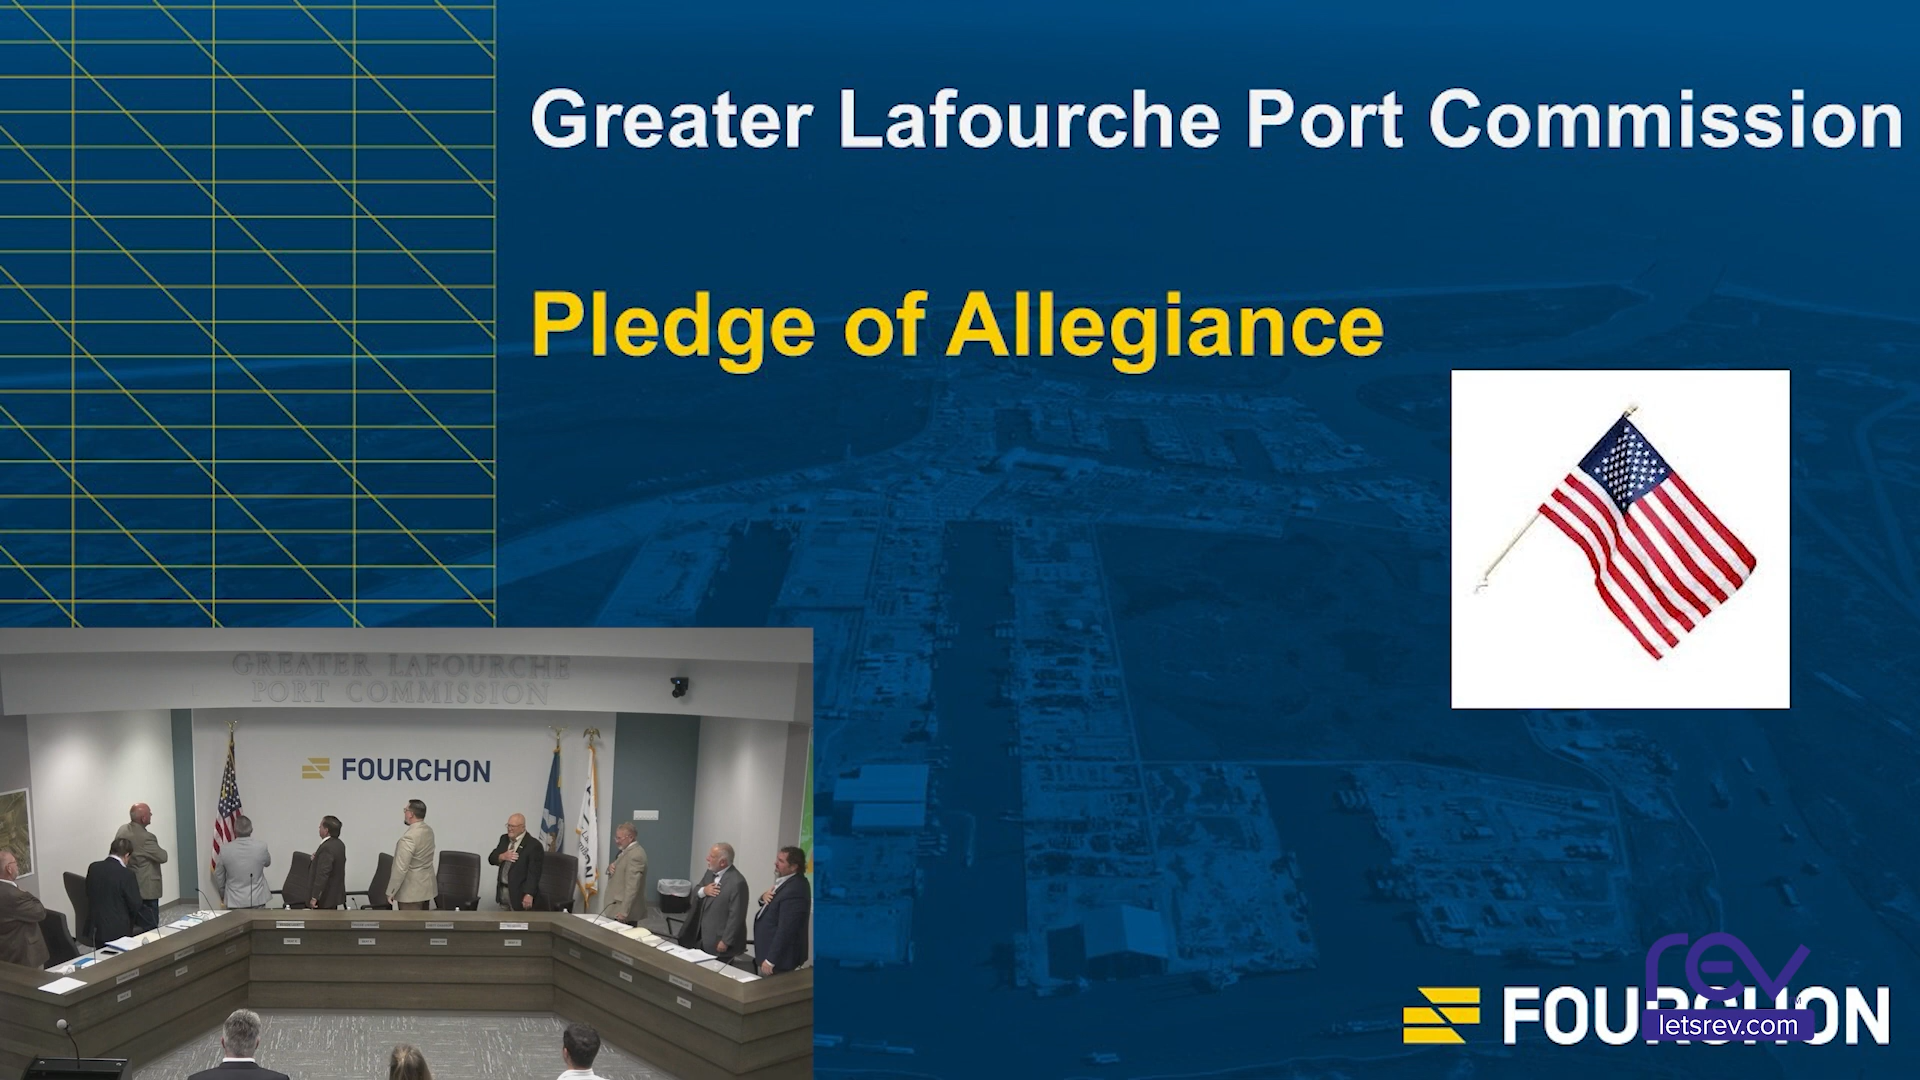 Greater Lafourche Port Commission
Pledge of Allegiance
GREATER LAFOURCHE
PORT COMMISSION
FOURCHON
rev
FOURCHON
letsrev.com